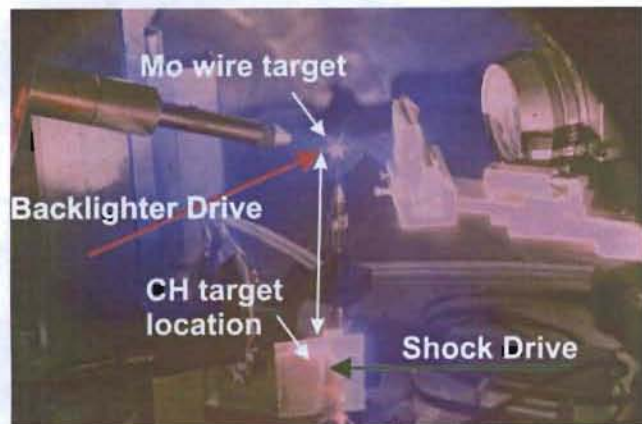 Mo wire target
Backlighter Drive
CH target
location
Shock Drive